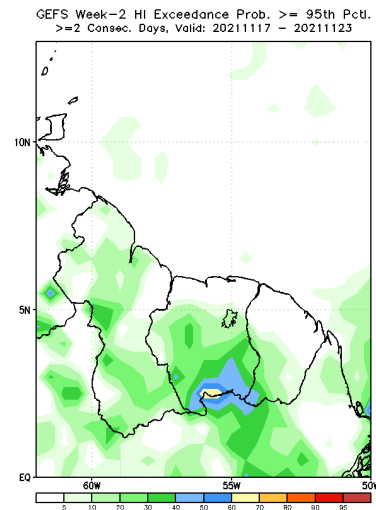 GEFS Week-2 HI Exceedance Prob. >= 95th Pctl.
>=2 Consec. Days, Valid: 20211117 - 20211123
10N
5N
EQ
60W 55W 50
5 10 20 30 40 50 60 70 80 90 95